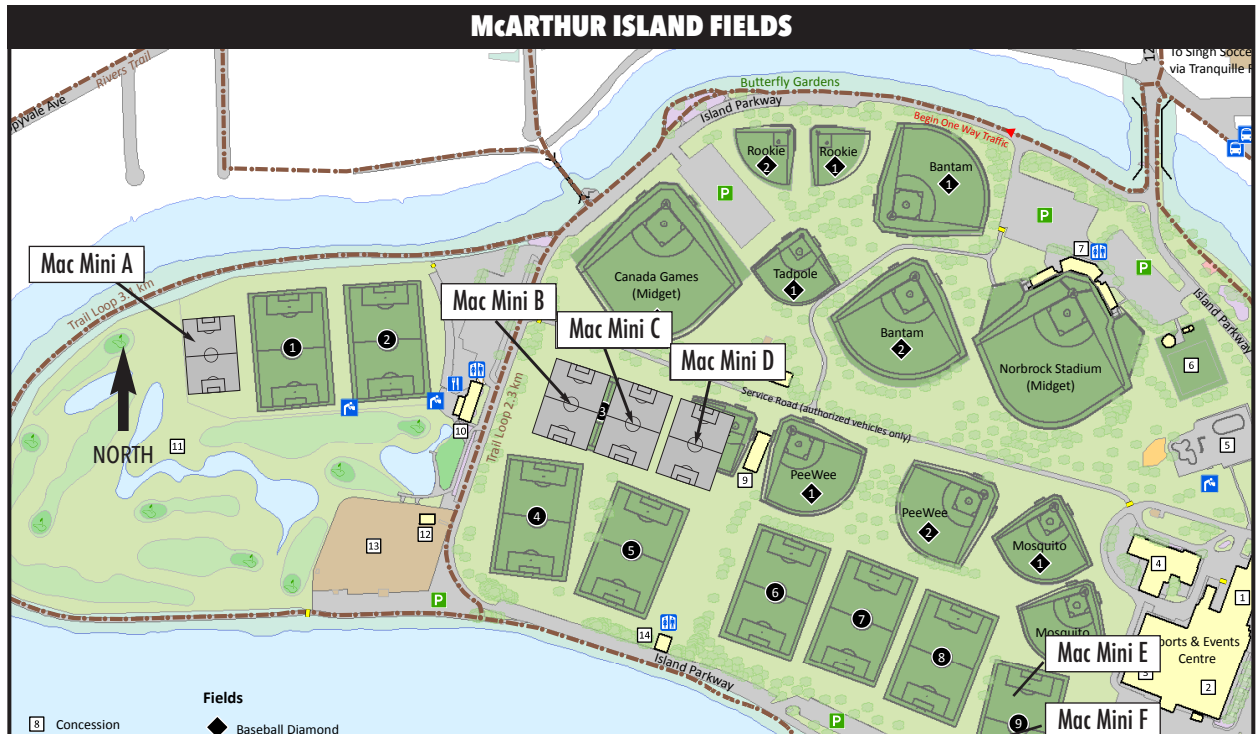 McARTHUR ISLAND FIELDS
To Singh Socce
via Tranquille
Rivers Trail
pyvale Ave
Butterfly Gardens
Island Parkway
Begin One Way Traffic
Rookie
2
Rookie
1
Bantam
1
P
P
P
7
Mac Mini A
Trail Loop 3.1 km
Canada Games
(Midget)
Tadpole
1
Mac Mini B
Mac Mini C
Mac Mini D
Bantam
2
Norbrock Stadium
(Midget)
Island Parkway
6
1
2
3
Service Road (authorized vehicles only)
Trail Loop 2.3 km
NORTH
11
10
9
5
PeeWee
1
PeeWee
2
Mosquito
1
4
5
12
13
4
1
6
7
8
Mosquito
P
14
Island Parkway
Mac Mini E
ports & Events
Centre
3
2
9
Mac Mini F
P
Fields
8 Concession
Baseball Diamond